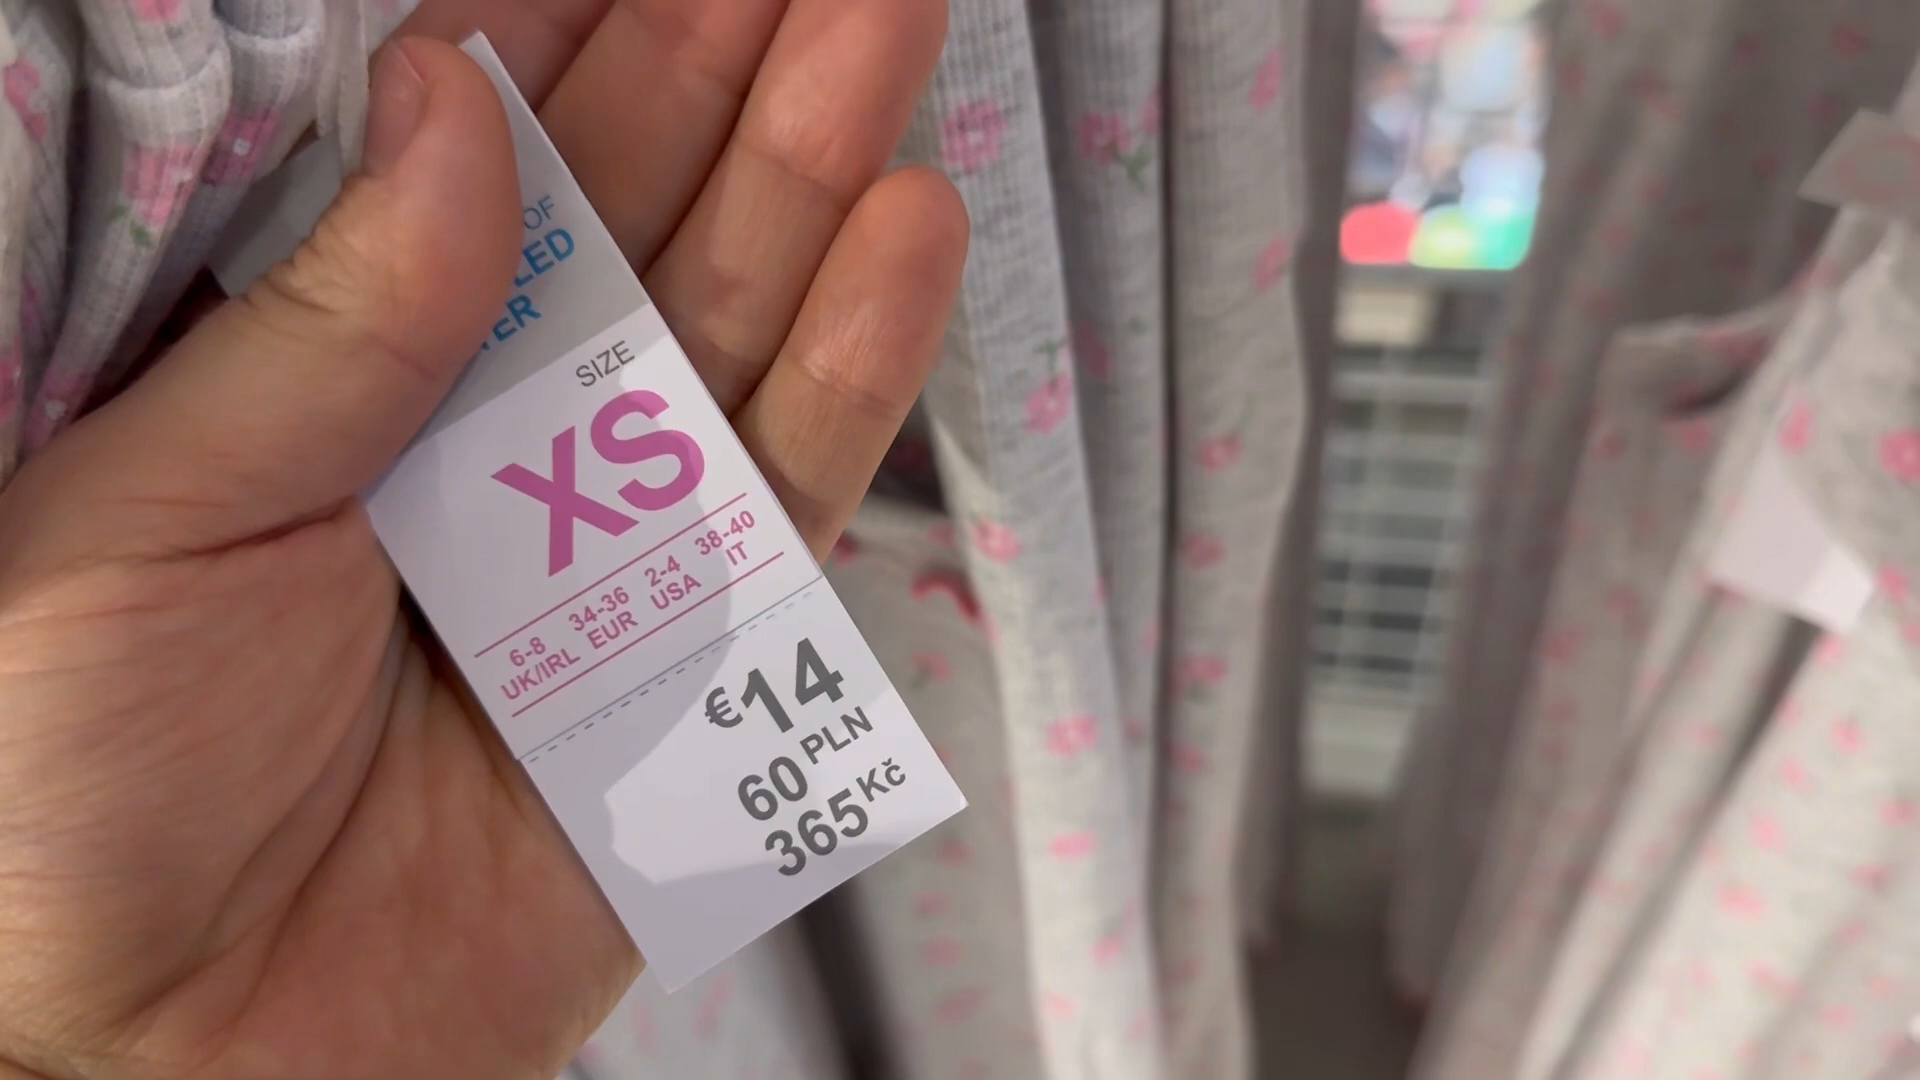 OF
SIZE
XS
6-8 34-36 2-4 38-40
UK/IRL EUR USA IT
€14
60 PLN
365 Kč